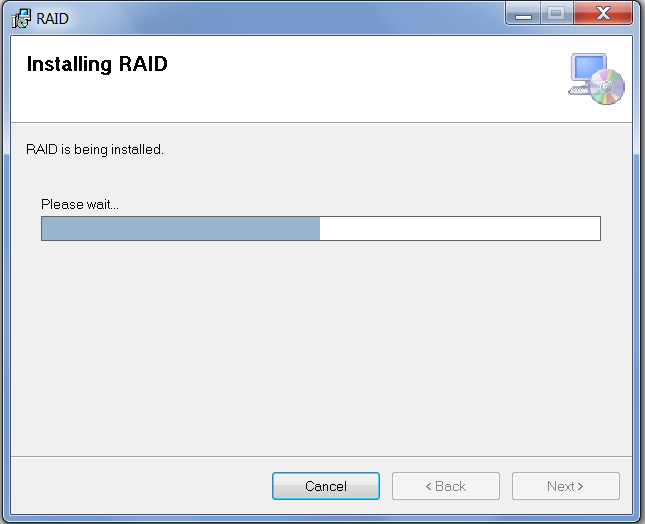 RAID
Installing RAID
RAID is being installed.
Please wait...
Cancel
< Back
Next >